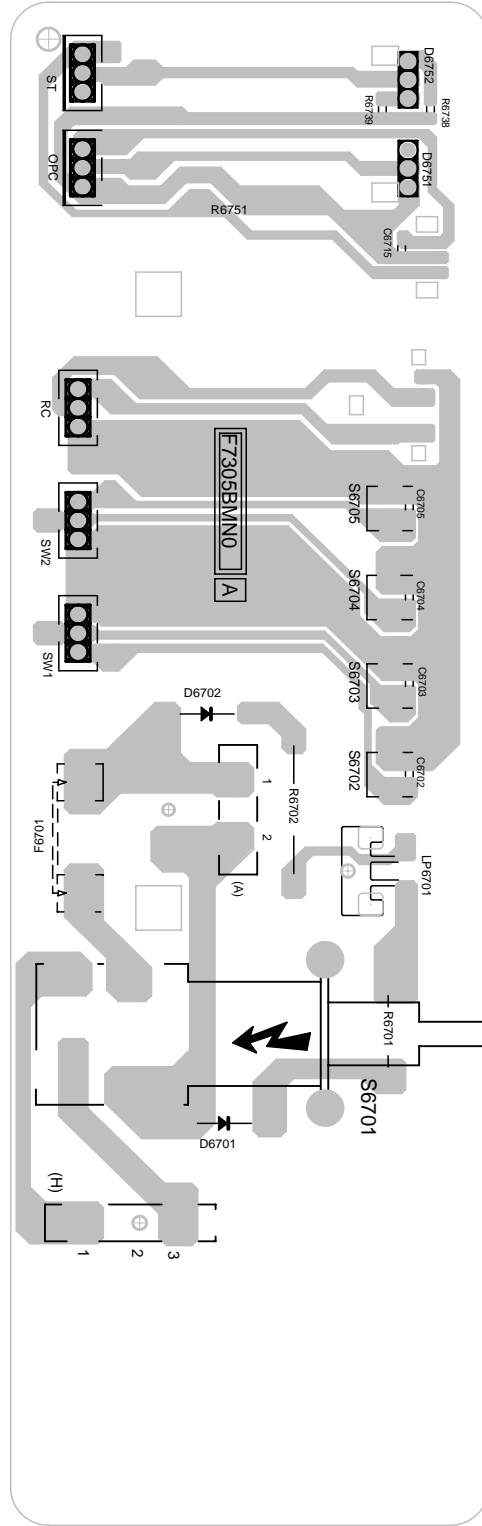 ST
D6752
R6739
R6738
OPC
D6751
R6751
C6715
RC
F7305BMN0
A
SW2
S6705
C6705
S6704
C6704
SW1
S6703
C6703
D6702
S6702
C6702
1
R6702
F6701
2
(A)
LP6701
R6701
S6701
D6701
(H)
1
2
3